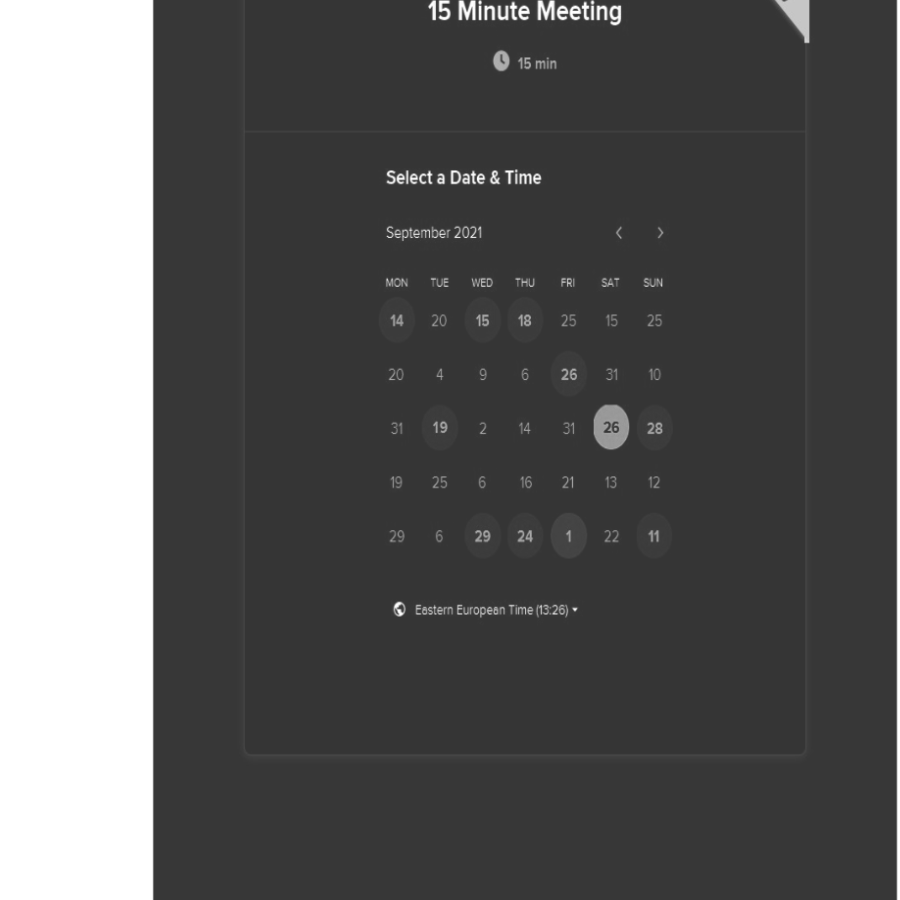 15 Minute Meeting
15 min
Select a Date & Time
September 2021
MON TUE WED THU FRI SAT SUN
14 20 15 18 25 15 25
20 4 9 6 26 31 10
31 19 2 14 31 26 28
19 25 6 16 21 13 12
29 6 29 24 1 22 11
Eastern European Time (13:26)